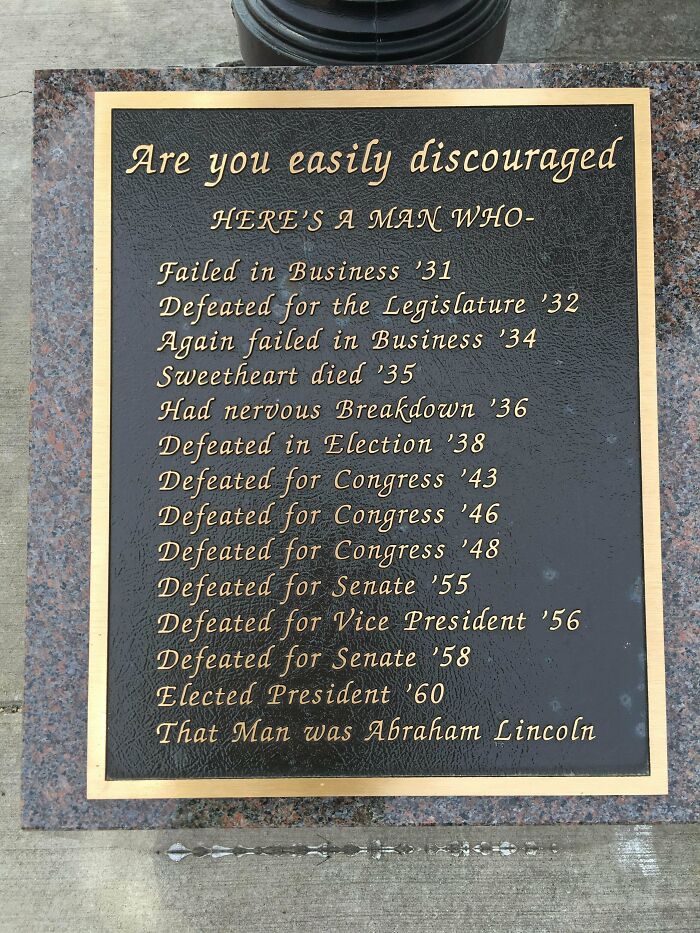 Are you easily discouraged
HERE'S A MAN WHO-
Failed in Business '31
Defeated for the Legislature '32
Again failed in Business '34
Sweetheart died '35
Had nervous Breakdown '36
Defeated in Election '38
Defeated for Congress '43
Defeated for Congress '46
Defeated for Congress '48
Defeated for Senate '55
Defeated for Vice President '56
Defeated for Senate '58
Elected President '60
That Man was Abraham Lincoln